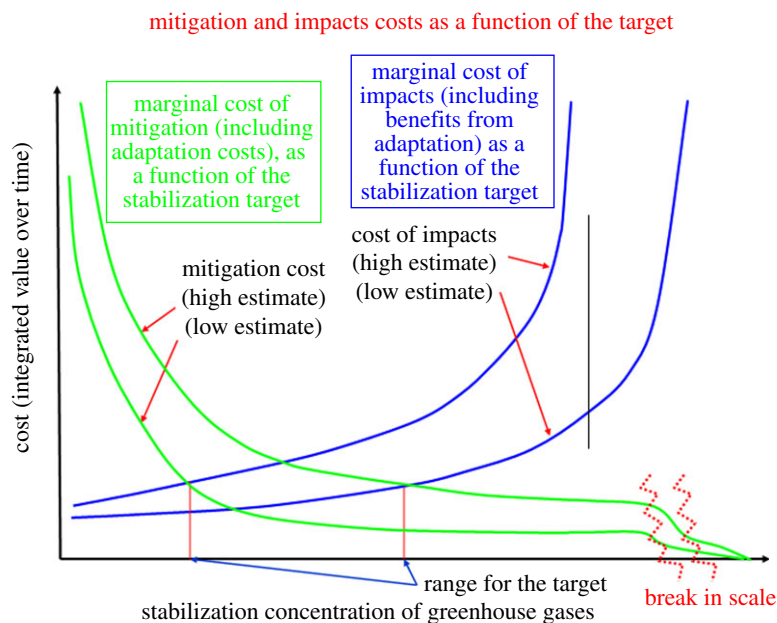 mitigation and impacts costs as a function of the target
marginal cost of
mitigation (including
adaptation costs), as
a function of the
stabilization target
marginal cost of
impacts (including
benefits from
adaptation) as a
function of the
stabilization target
cost (integrated value over time)
mitigation cost
(high estimate)
(low estimate)
cost of impacts
(high estimate)
(low estimate)
range for the target
stabilization concentration of greenhouse gases
break in scale